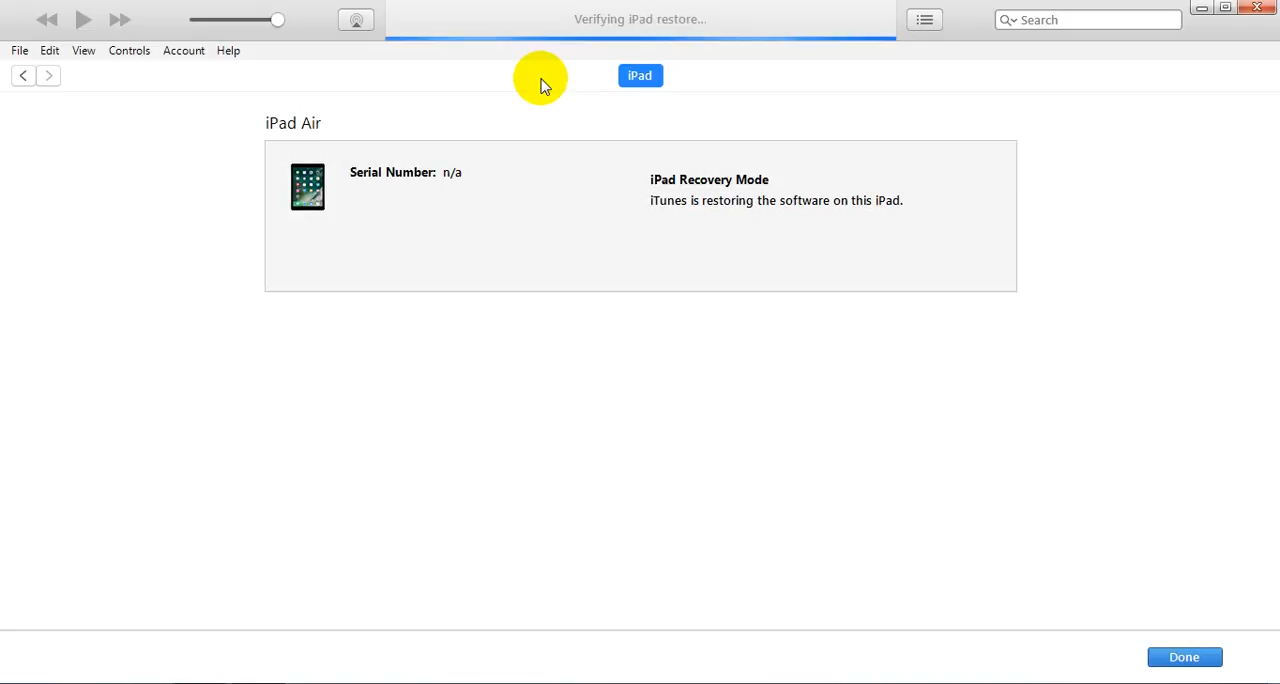 Verifying iPad restore...
Search
File Edit View Controls Account Help
iPad
iPad Air
Serial Number: n/a
iPad Recovery Mode
iTunes is restoring the software on this iPad.
Done